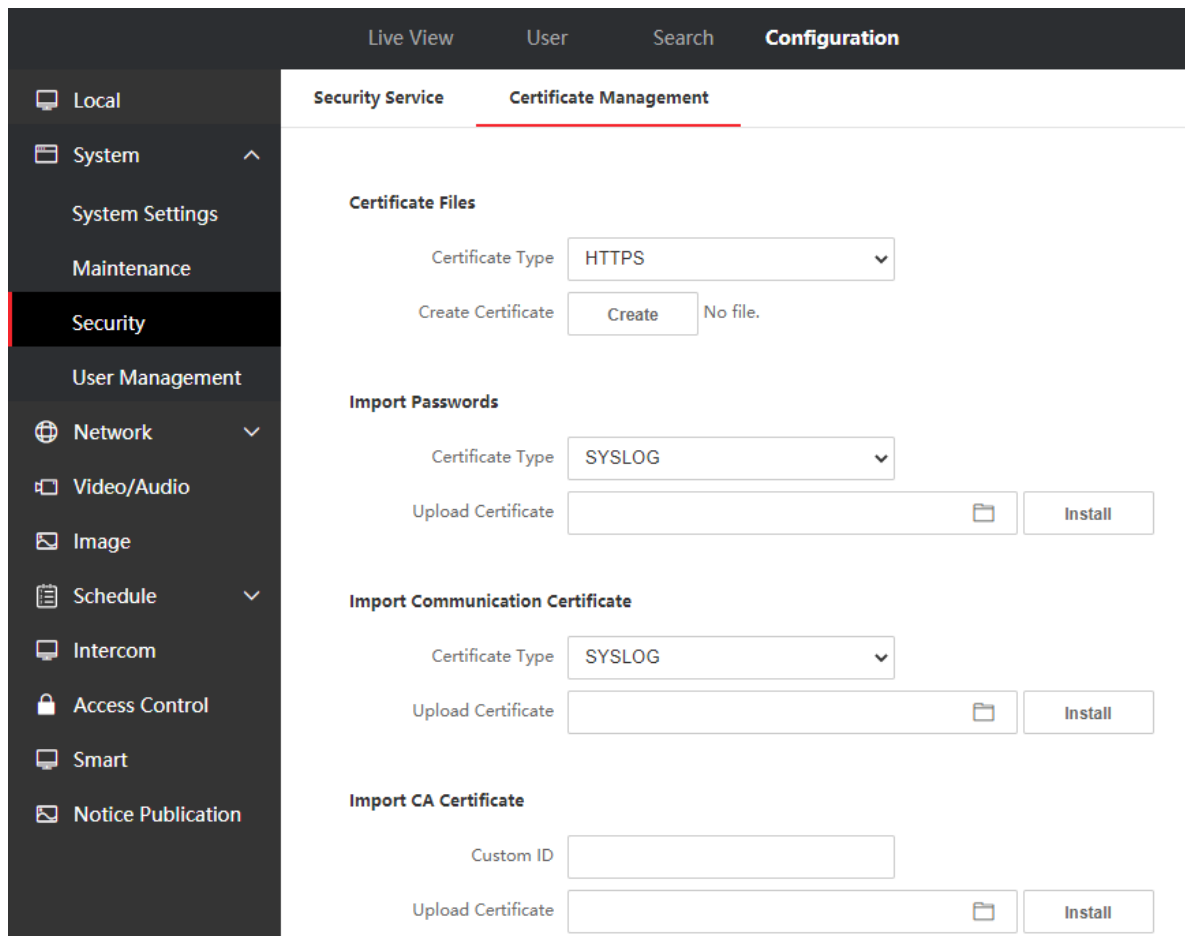 Live View User Search Configuration
Local
System
System Settings
Maintenance
Security
User Management
Network
Video/Audio
Image
Schedule
Intercom
Access Control
Smart
Notice Publication
Security Service Certificate Management
Certificate Files
Certificate Type HTTPS
Create Certificate Create No file.
Import Passwords
Certificate Type SYSLOG
Upload Certificate Install
Import Communication Certificate
Certificate Type SYSLOG
Upload Certificate Install
Import CA Certificate
Custom ID
Upload Certificate Install